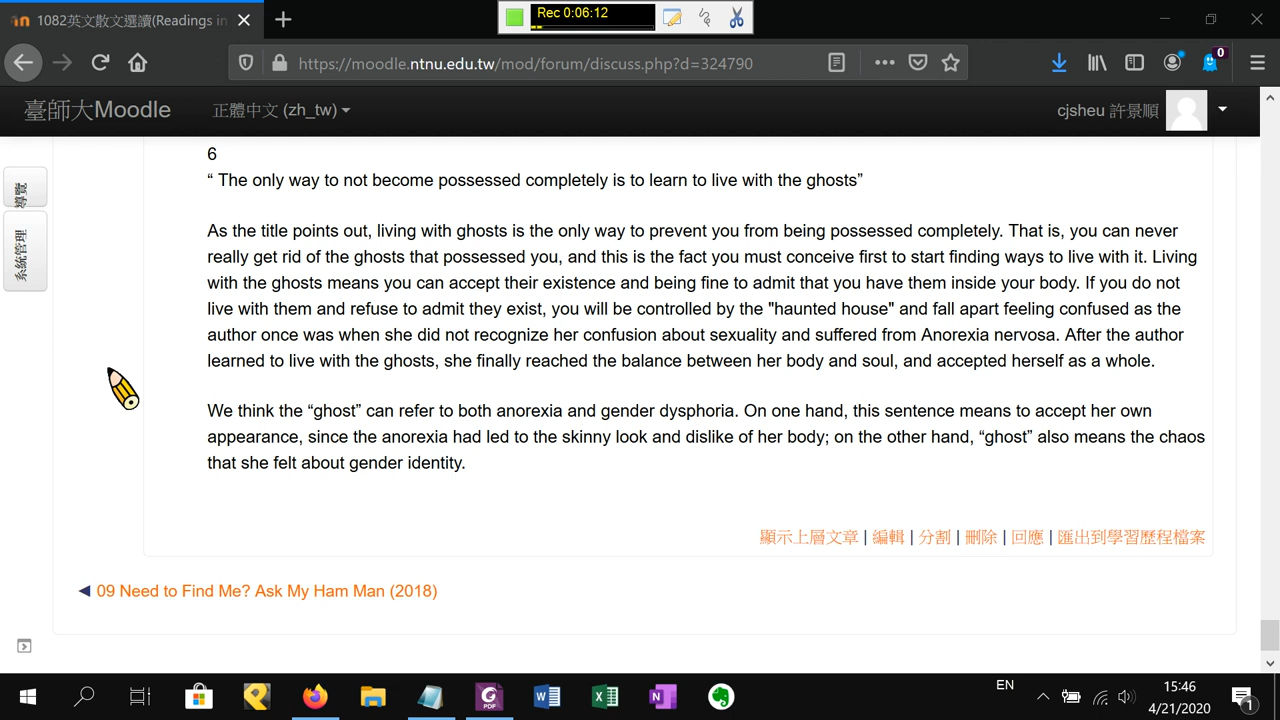 1082英文散文選讀(Readings in
Rec 0:06:12
https://moodle.ntnu.edu.tw/mod/forum/discuss.php?d=324790
0
臺師大Moodle
正體中文 (zh_tw)
cjsheu 許景順
導覽
系統管理
6
“ The only way to not become possessed completely is to learn to live with the ghosts”
As the title points out, living with ghosts is the only way to prevent you from being possessed completely. That is, you can never
really get rid of the ghosts that possessed you, and this is the fact you must conceive first to start finding ways to live with it. Living
with the ghosts means you can accept their existence and being fine to admit that you have them inside your body. If you do not
live with them and refuse to admit they exist, you will be controlled by the "haunted house" and fall apart feeling confused as the
author once was when she did not recognize her confusion about sexuality and suffered from Anorexia nervosa. After the author
learned to live with the ghosts, she finally reached the balance between her body and soul, and accepted herself as a whole.
We think the “ghost” can refer to both anorexia and gender dysphoria. On one hand, this sentence means to accept her own
appearance, since the anorexia had led to the skinny look and dislike of her body; on the other hand, “ghost” also means the chaos
that she felt about gender identity.
顯示上層文章 | 編輯 | 分割 | 刪除 | 回應 | 匯出到學習歷程檔案
◄ 09 Need to Find Me? Ask My Ham Man (2018)
PDF
EN
15:46
4/21/2020
1